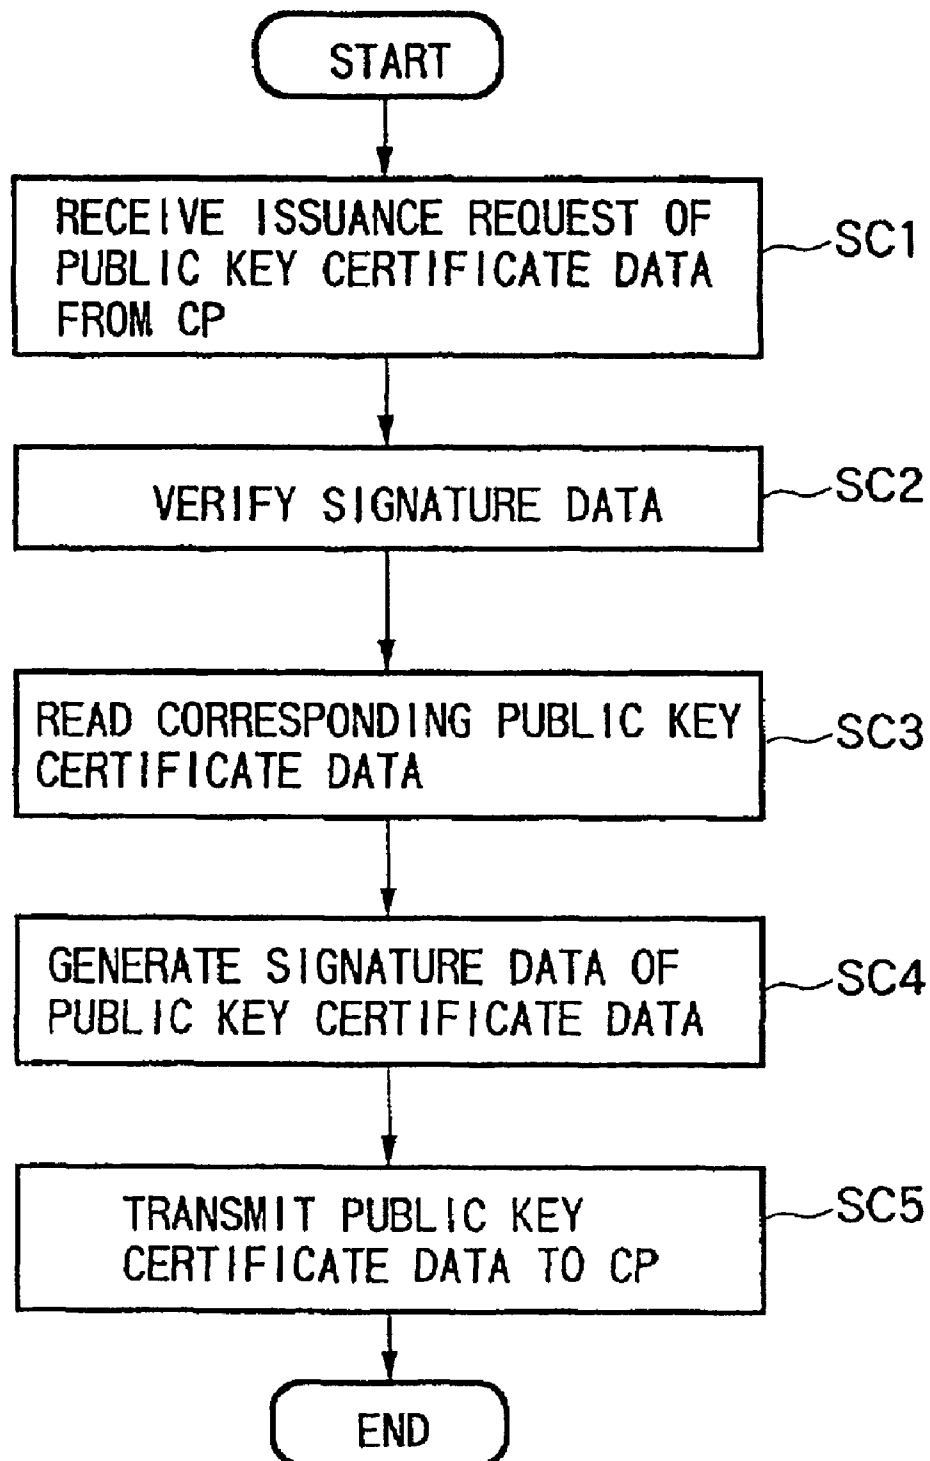 START
RECEIVE ISSUANCE REQUEST OF
PUBLIC KEY CERTIFICATE DATA
FROM CP
SC1
VERIFY SIGNATURE DATA
SC2
READ CORRESPONDING PUBLIC KEY
CERTIFICATE DATA
SC3
GENERATE SIGNATURE DATA OF
PUBLIC KEY CERTIFICATE DATA
SC4
TRANSMIT PUBLIC KEY
CERTIFICATE DATA TO CP
SC5
END